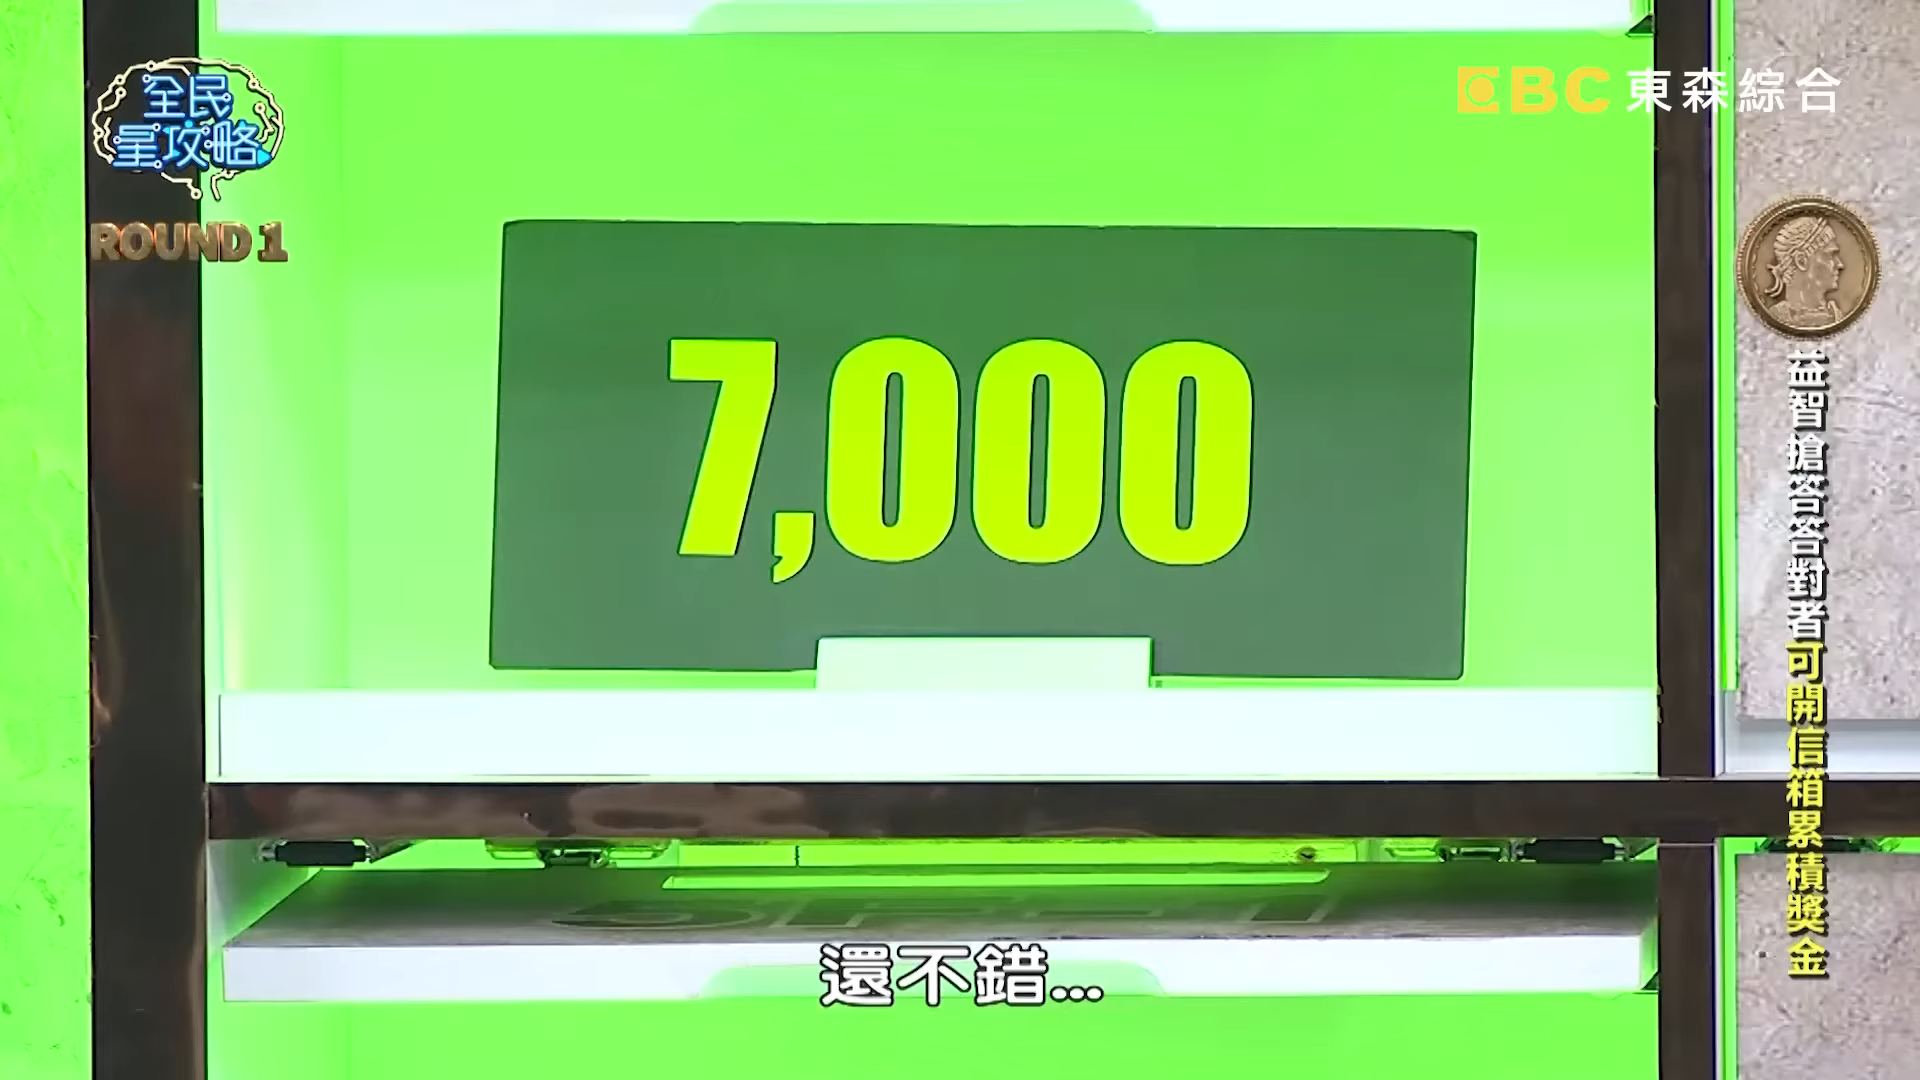 全民
星攻略
ROUND 1
EBC 東森綜合
7,000
益智搶答答對者可開信箱累積獎金
還不錯...